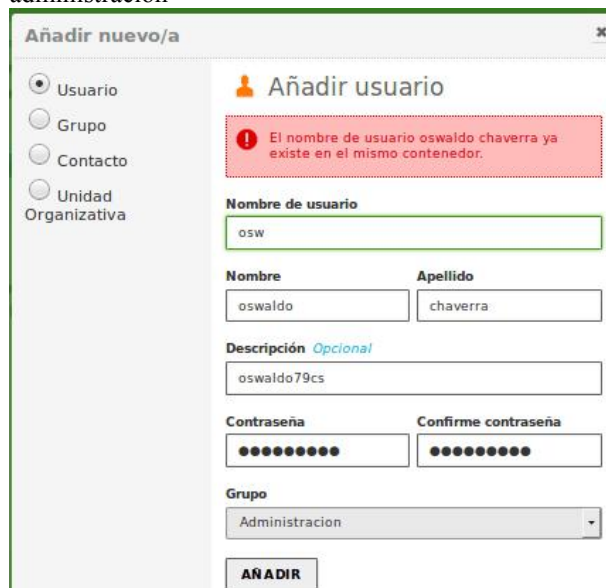 administración
Añadir nuevo/a
Usuario
Grupo
Contacto
Unidad
Organizativa
Añadir usuario
El nombre de usuario oswaldo chaverra ya
existe en el mismo contenedor.
Nombre de usuario
osw
Nombre Apellido
oswaldo chaverra
Descripción Opcional
oswaldo79cs
Contraseña Confirme contraseña
●●●●●●●●● ●●●●●●●●●
Grupo
Administracion
AÑADIR